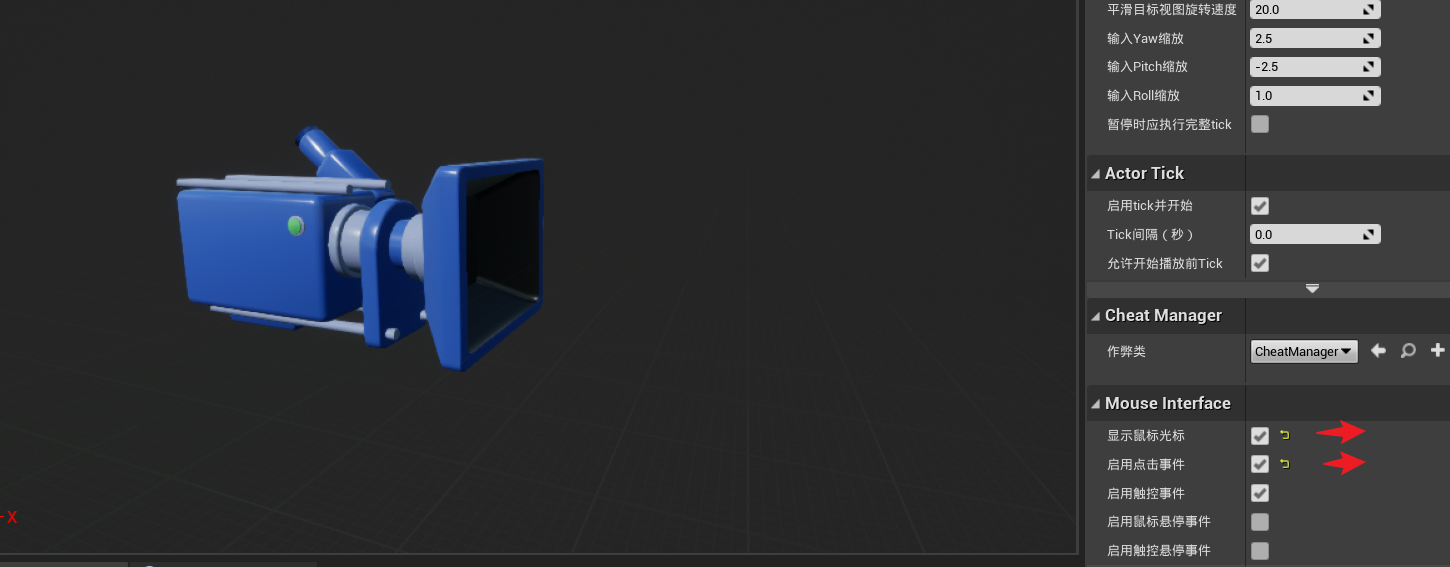 平滑目标视图旋转速度 20.0
输入Yaw缩放 2.5
输入Pitch缩放 -2.5
输入Roll缩放 1.0
暂停时应执行完整tick
Actor Tick
启用tick并开始
Tick间隔（秒） 0.0
允许开始播放前Tick
Cheat Manager
作弊类 CheatManager
Mouse Interface
显示鼠标光标
启用点击事件
启用触控事件
启用鼠标悬停事件
启用触控悬停事件
-X